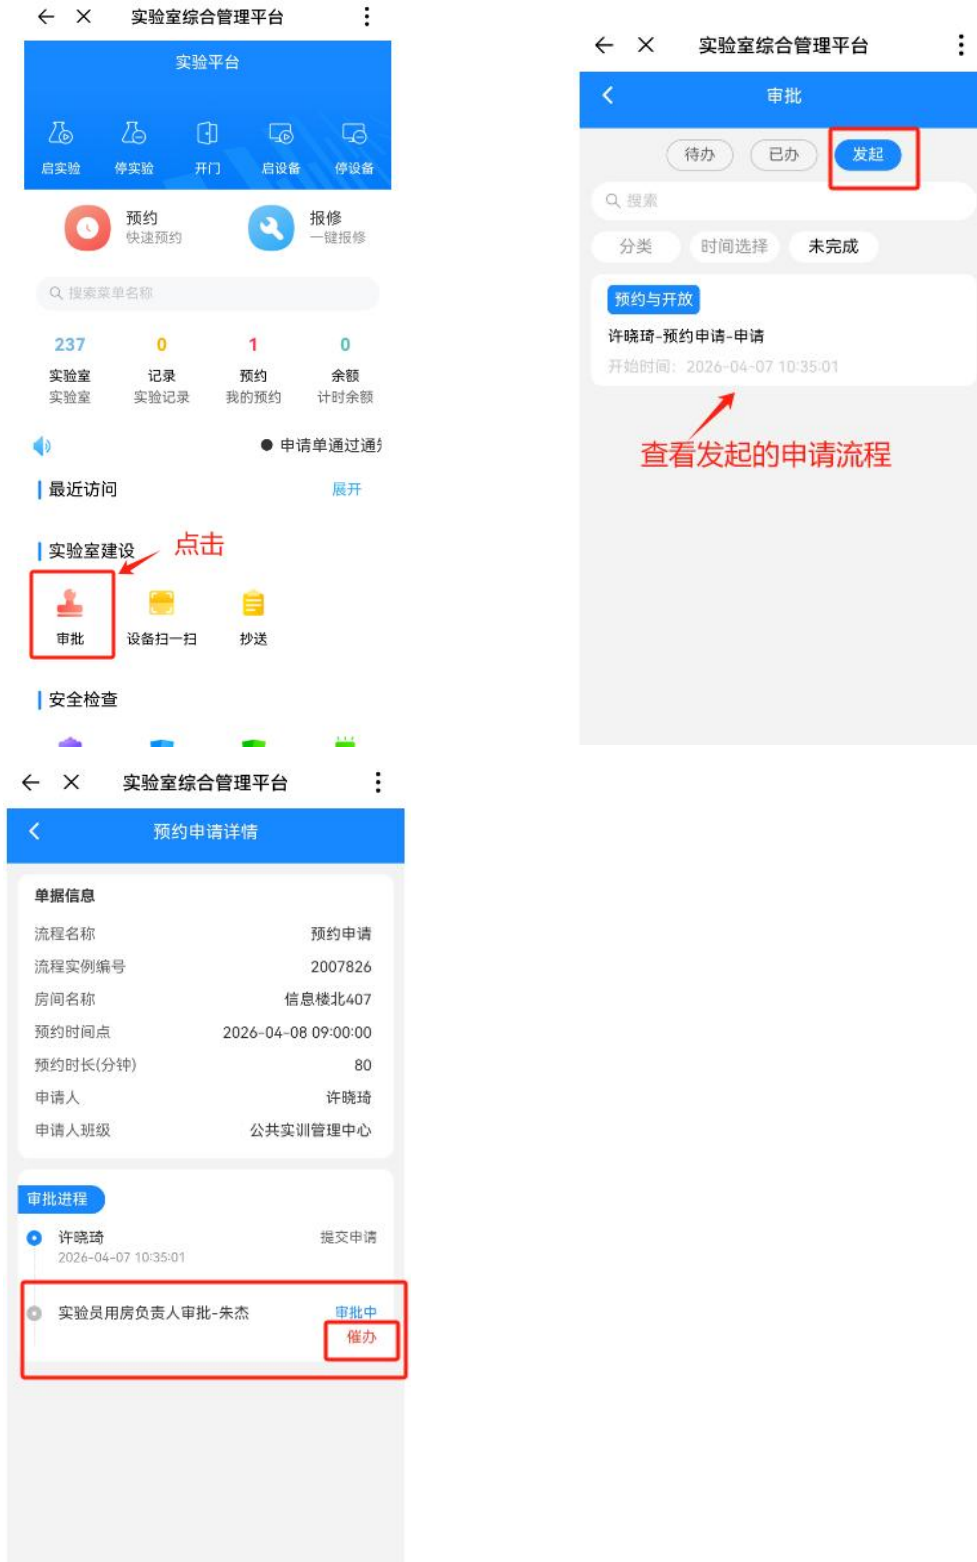 实验室综合管理平台
实验平台
启实验 停实验 开门 启设备 停设备
预约 报修
快速预约 一键报修
搜索菜单名称
237 0 1 0
实验室 记录 预约 余额
实验室 实验记录 我的预约 计时余额
申请单通过通
最近访问 展开
实验室建设 点击
审批 设备扫一扫 抄送
安全检查
实验室综合管理平台
审批
待办 已办 发起
搜索
分类 时间选择 未完成
预约与开放
许晓琦-预约申请-申请
开始时间：2026-04-07 10:35:01
查看发起的申请流程
实验室综合管理平台
预约申请详情
单据信息
流程名称 预约申请
流程实例编号 2007826
房间名称 信息楼北407
预约时间点 2026-04-08 09:00:00
预约时长(分钟) 80
申请人 许晓琦
申请人班级 公共实训管理中心
审批进程
许晓琦 提交申请
2026-04-07 10:35:01
实验员用房负责人审批-朱杰 审批中
催办